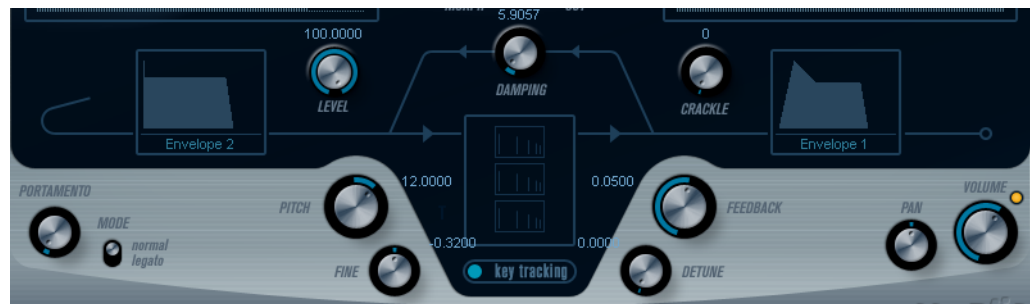 5.9057
100.0000
0
LEVEL
DAMPING
CRACKLE
Envelope 2
Envelope 1
PORTAMENTO
12.0000
0.0500
VOLUME
PITCH
FEEDBACK
PAN
MODE
normal
legato
-0.3200
0.0000
FINE
key tracking
DETUNE